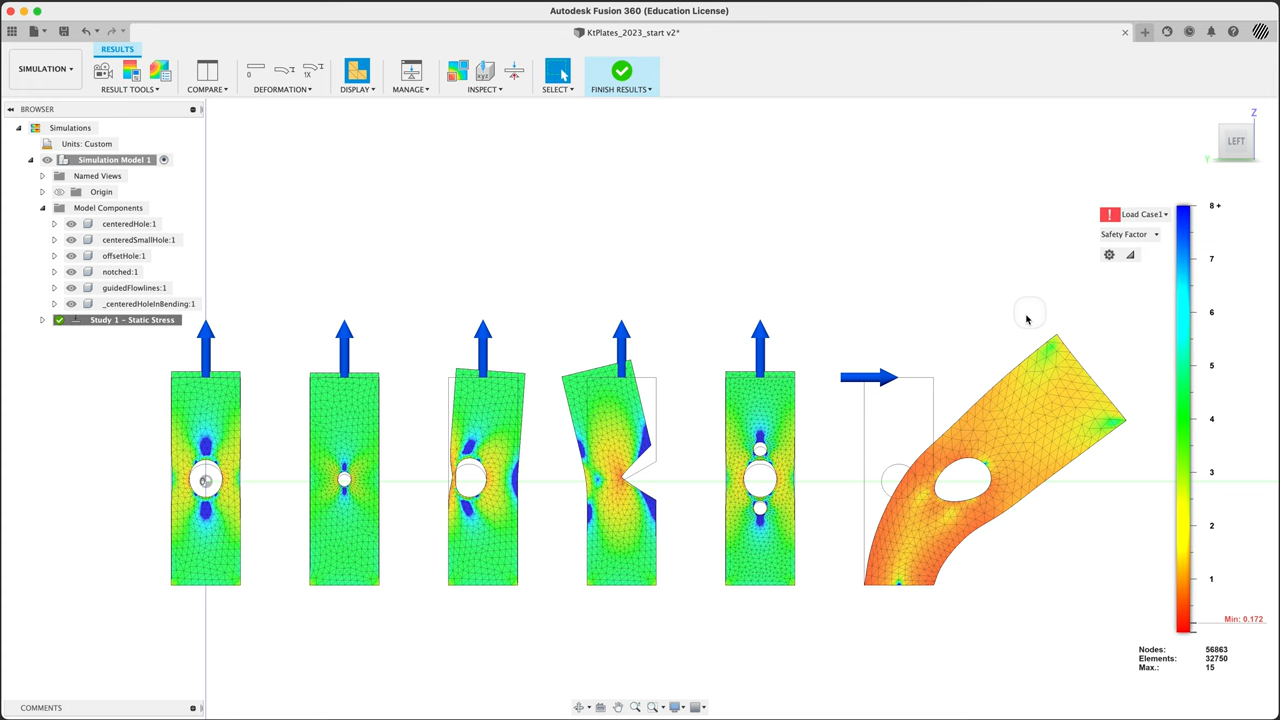 Autodesk Fusion 360 (Education License)
KtPlates_2023_start v2*
RESULTS
SIMULATION
1X
xyz
RESULT TOOLS
COMPARE
DEFORMATION
DISPLAY
MANAGE
INSPECT
SELECT
FINISH RESULTS
BROWSER
Simulations
Units: Custom
Simulation Model 1
Named Views
Origin
Model Components
centeredHole:1
centeredSmallHole:1
offsetHole:1
notched:1
guidedFlowlines:1
_centeredHoleInBending:1
Study 1 - Static Stress
Z
LEFT
Y
Load Case1
Safety Factor
8 +
7
6
5
4
3
2
1
Min: 0.172
Nodes: 56863
Elements: 32750
Max.: 15
COMMENTS